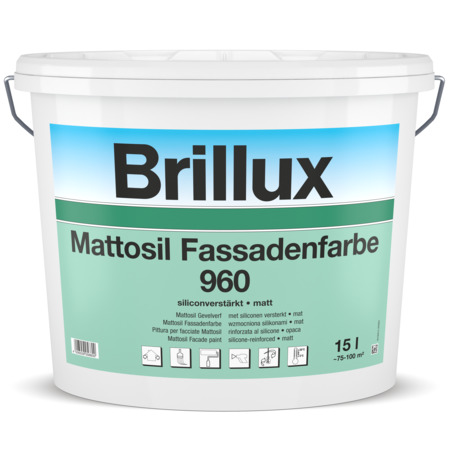 Brillux
Mattosil Fassadenfarbe
960
siliconverstärkt • matt
Mattosil Gevelverf met siliconen versterkt • mat
Mattosil Fassadenfarbe wzmocniona silikonami • mat
Pittura per facciate Mattosil rinforzata al silicone • opaca
Mattosil Facade paint silicone-reinforced • matt
15 l
~75-100 m²